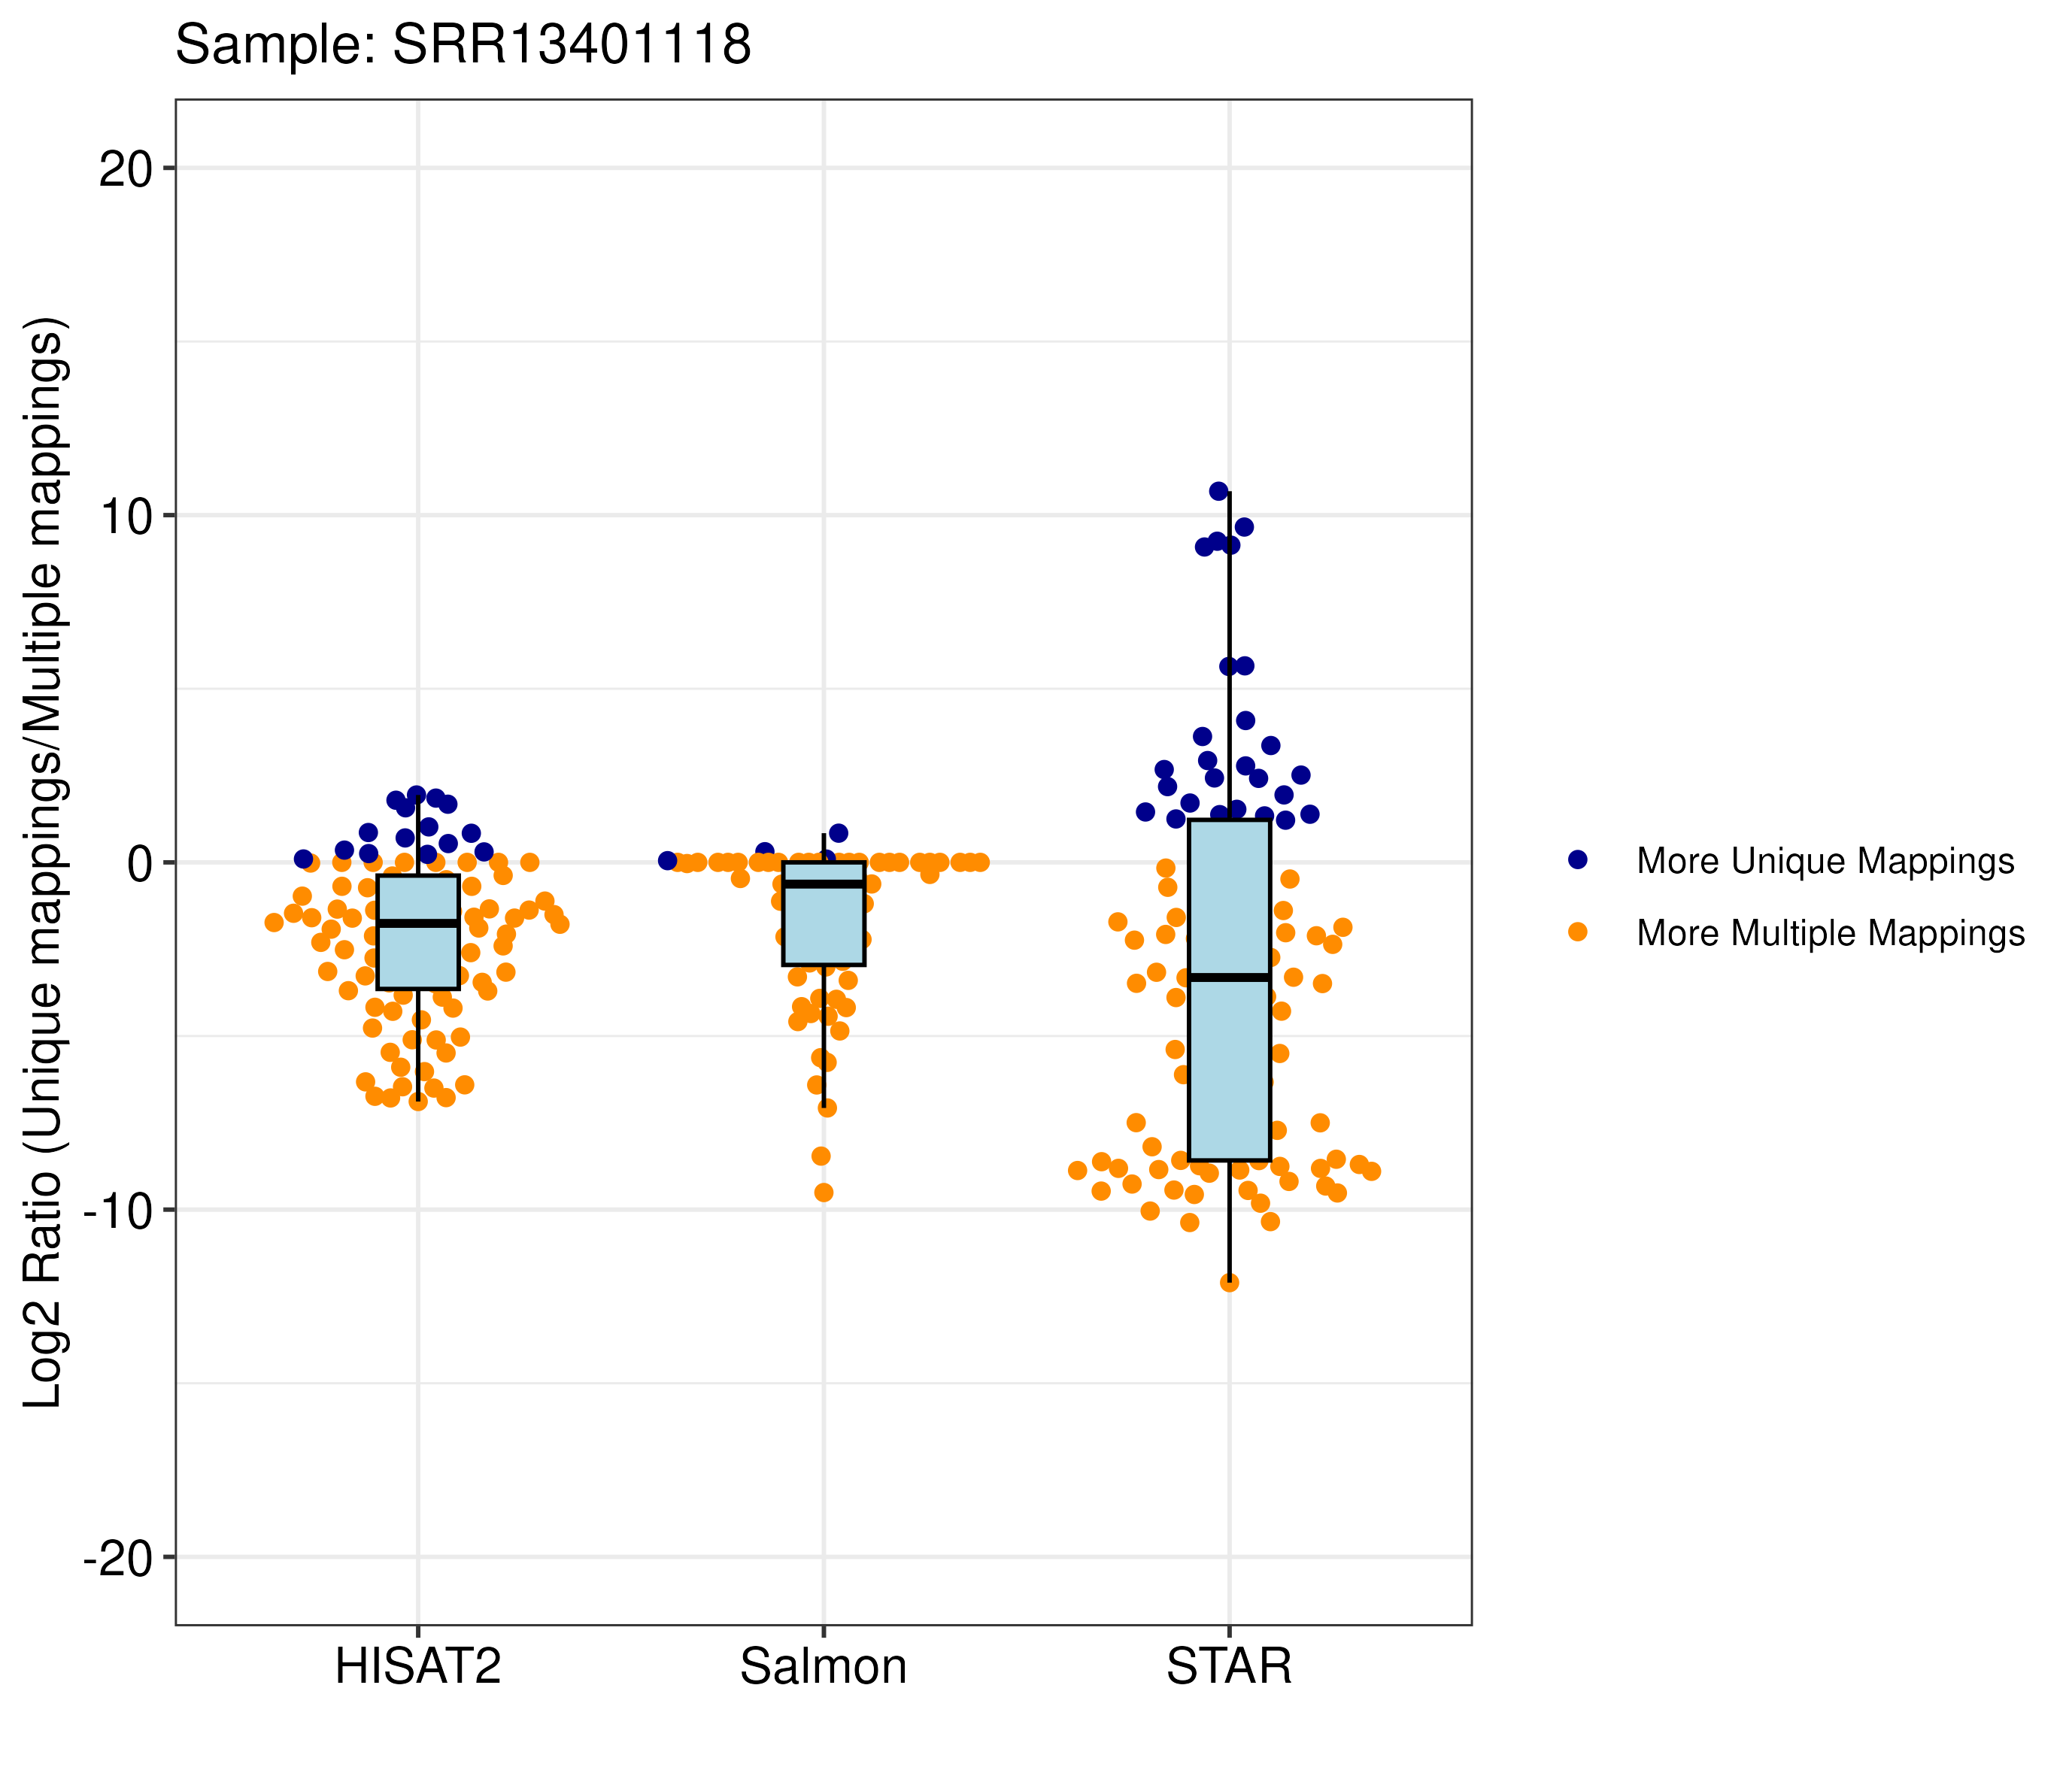 Sample: SRR13401118
Log2 Ratio (Unique mappings/Multiple mappings)
20
10
0
-10
-20
HISAT2
Salmon
STAR
More Unique Mappings
More Multiple Mappings